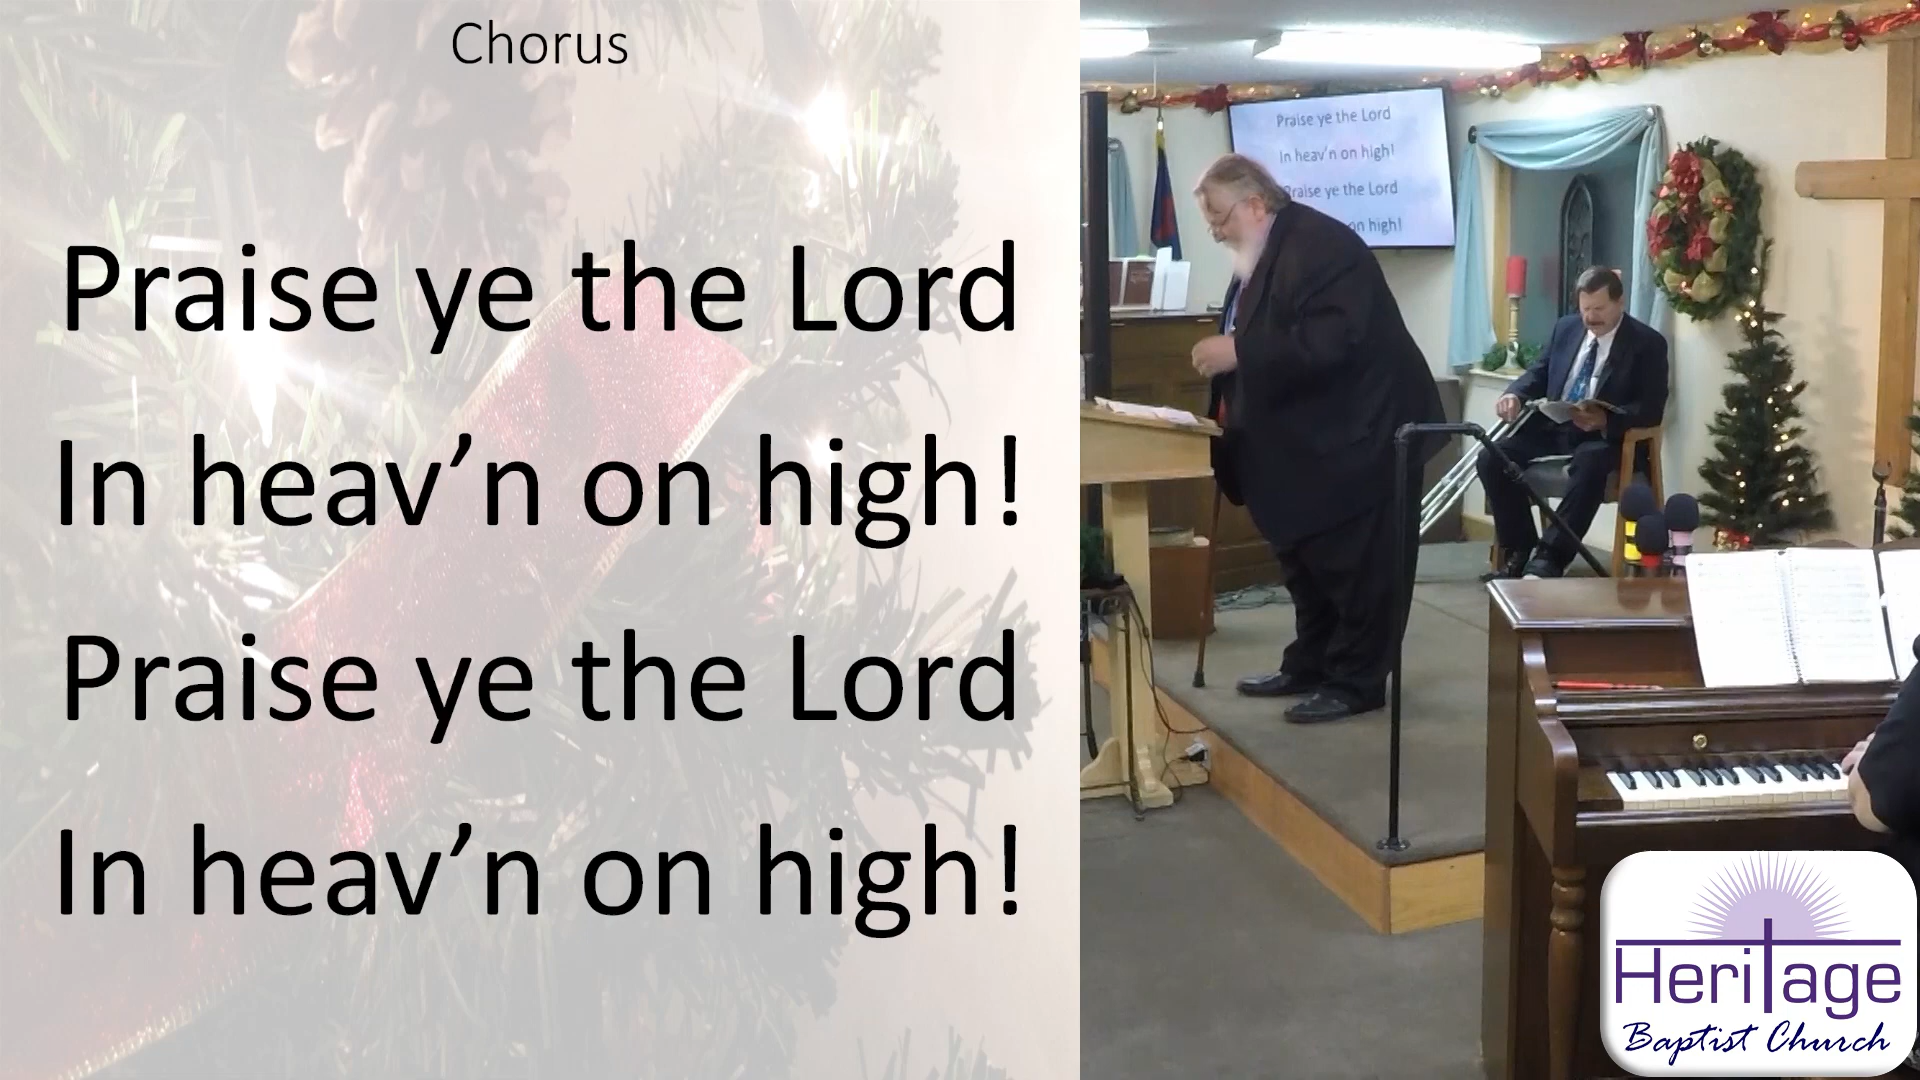 Chorus
Praise ye the Lord
In heav’n on high!
Praise ye the Lord
In heav’n on high!
Praise ye the Lord
In heav’n on high!
Praise ye the Lord
on high!
Heritage
Baptist Church